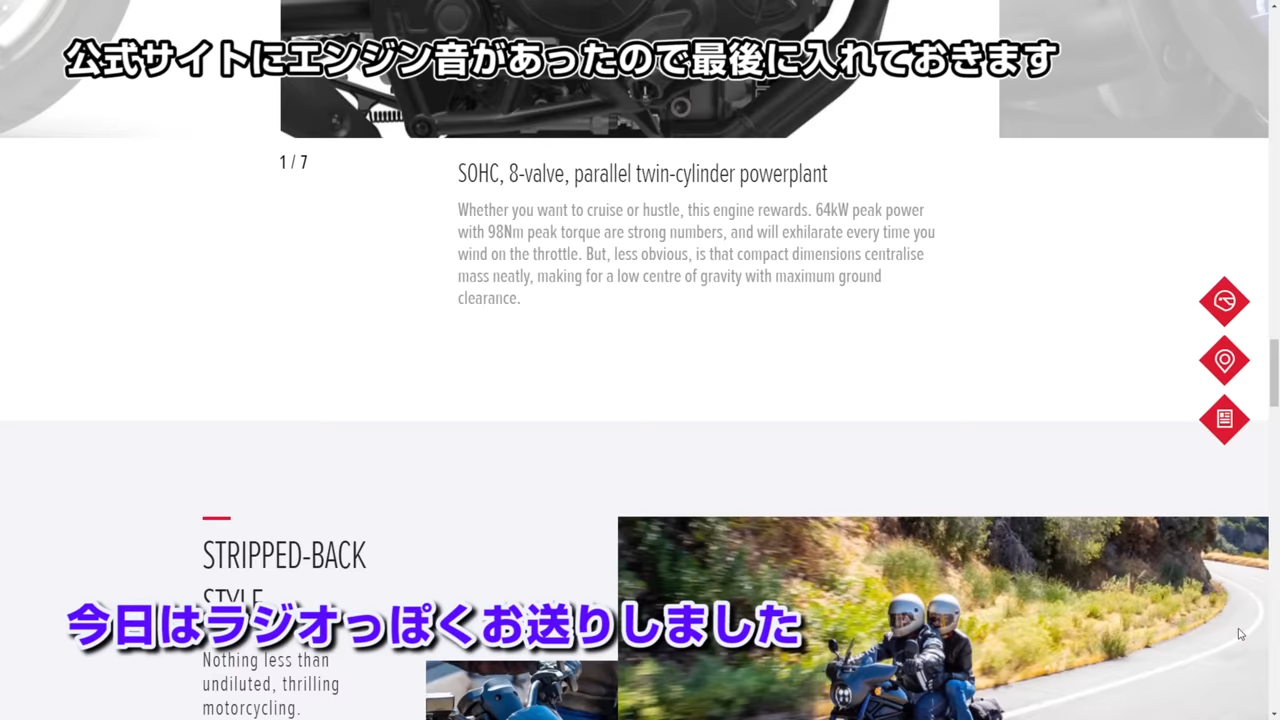 公式サイトにエンジン音があったので最後に入れておきます
1 / 7
SOHC, 8-valve, parallel twin-cylinder powerplant
Whether you want to cruise or hustle, this engine rewards. 64kW peak power
with 98Nm peak torque are strong numbers, and will exhilarate every time you
wind on the throttle. But, less obvious, is that compact dimensions centralise
mass neatly, making for a low centre of gravity with maximum ground
clearance.
STRIPPED-BACK
STYLE
今日はラジオっぽくお送りしました
Nothing less than
undiluted, thrilling
motorcycling.